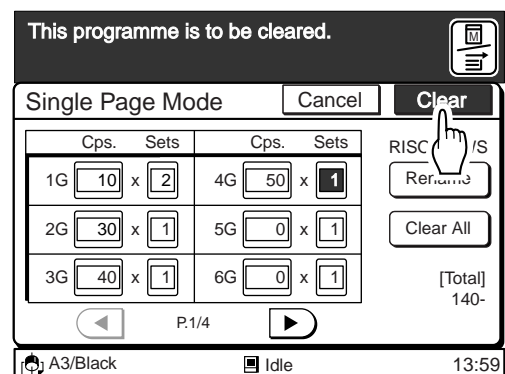 This programme is to be cleared.
M
Single Page Mode Cancel Clear
Cps. Sets Cps. Sets
1G 10 x 2 4G 50 x 1
2G 30 x 1 5G 0 x 1
3G 40 x 1 6G 0 x 1
Rename
Clear All
[Total]
140-
P.1/4
A3/Black Idle 13:59